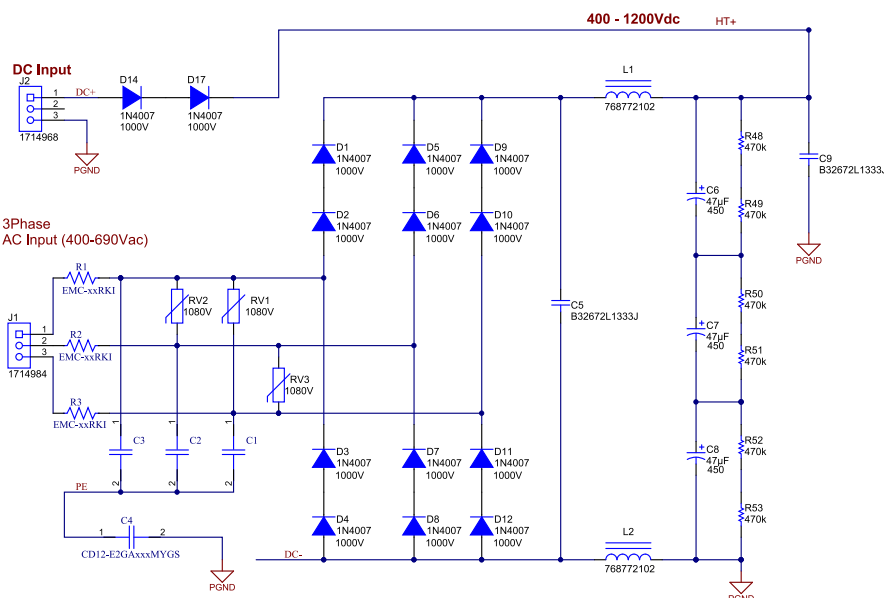 400 - 1200Vdc
HT+
DC Input
J2
1
2
3
1714968
DC+
D14
1N4007
1000V
D17
1N4007
1000V
PGND
L1
768772102
D1
1N4007
1000V
D5
1N4007
1000V
D9
1N4007
1000V
D2
1N4007
1000V
D6
1N4007
1000V
D10
1N4007
1000V
R48
470k
C9
B32672L1333J
PGND
C6
+
47µF
450
R49
470k
3Phase
AC Input (400-690Vac)
R1
EMC-xxRKI
J1
1
2
3
1714984
R2
EMC-xxRKI
R3
EMC-xxRKI
RV2
1080V
RV1
1080V
RV3
1080V
C5
B32672L1333J
R50
470k
C7
+
47µF
450
R51
470k
1
C3
2
1
C2
2
1
C1
2
PE
1
C4
2
CD12-E2GAxxxMYGS
PGND
D3
1N4007
1000V
D7
1N4007
1000V
D11
1N4007
1000V
D4
1N4007
1000V
D8
1N4007
1000V
D12
1N4007
1000V
DC-
L2
768772102
R52
470k
C8
+
47µF
450
R53
470k
PGND